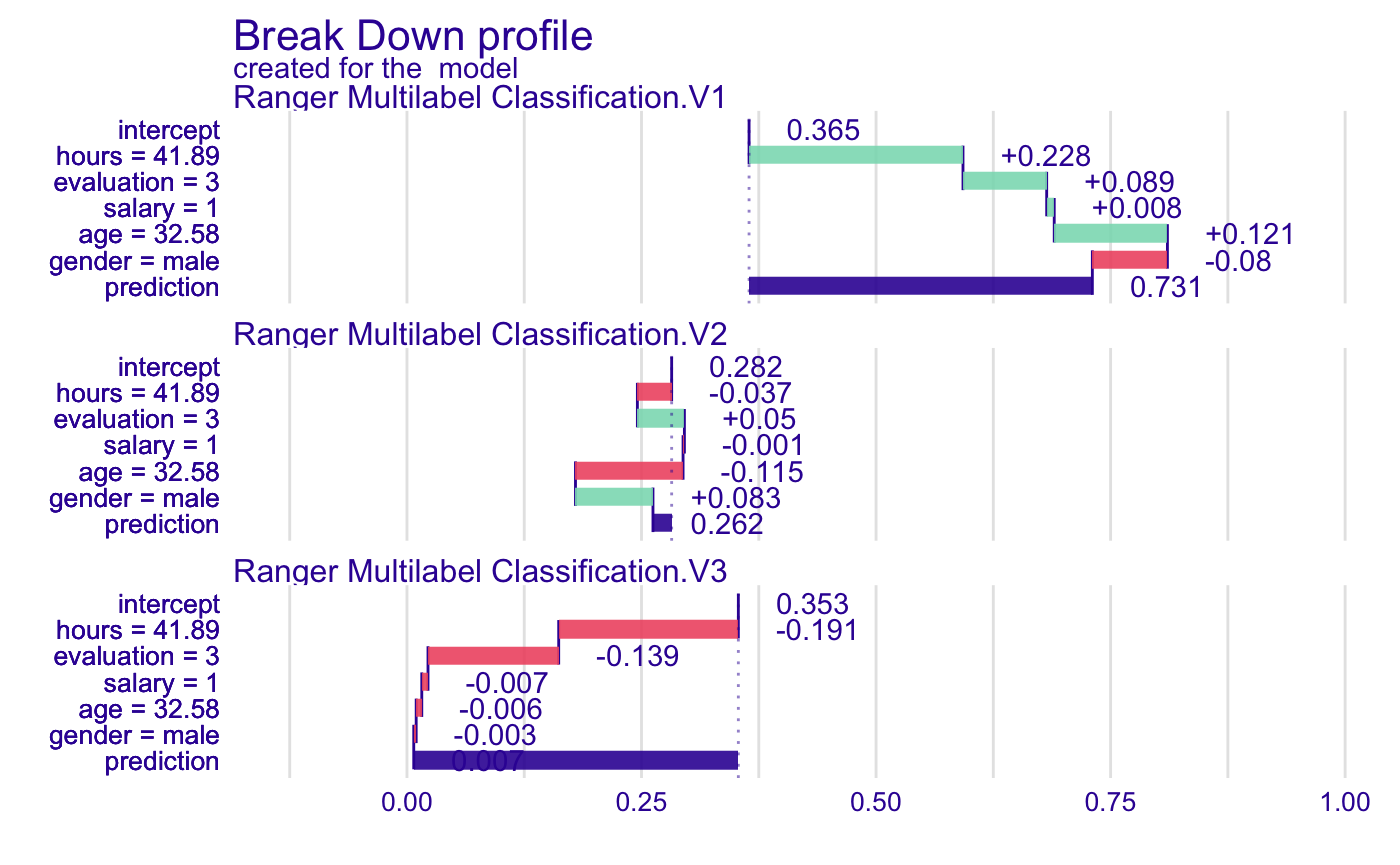 Break Down profile
created for the  model
Ranger Multilabel Classification.V1
intercept 0.365
hours = 41.89 +0.228
evaluation = 3 +0.089
salary = 1 +0.008
age = 32.58 +0.121
gender = male -0.08
prediction 0.731
Ranger Multilabel Classification.V2
intercept 0.282
hours = 41.89 -0.037
evaluation = 3 +0.05
salary = 1 -0.001
age = 32.58 -0.115
gender = male +0.083
prediction 0.262
Ranger Multilabel Classification.V3
intercept 0.353
hours = 41.89 -0.191
evaluation = 3 -0.139
salary = 1 -0.007
age = 32.58 -0.006
gender = male -0.003
prediction 0.007
0.00 0.25 0.50 0.75 1.00